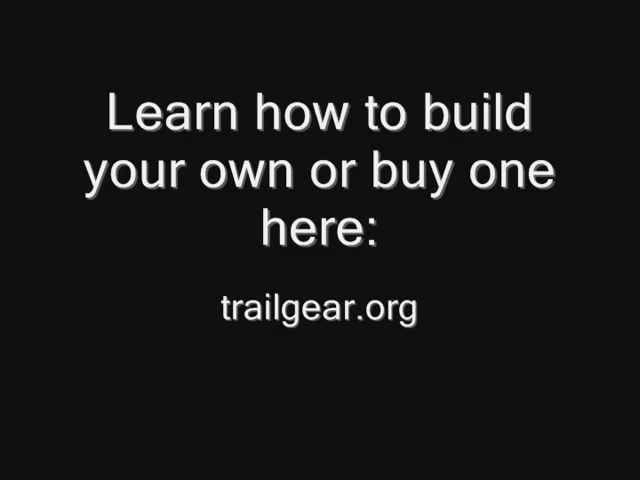 Learn how to build
your own or buy one
here:
trailgear.org